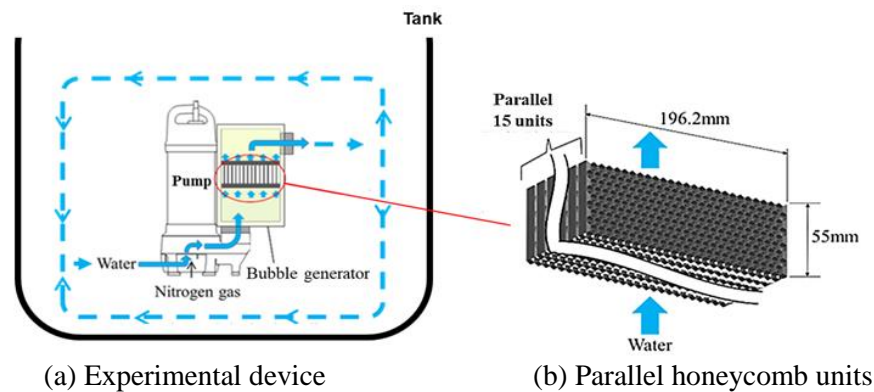 Tank
Pump
Water
Nitrogen gas
Bubble generator
Parallel
15 units
196.2mm
55mm
Water
(a) Experimental device
(b) Parallel honeycomb units